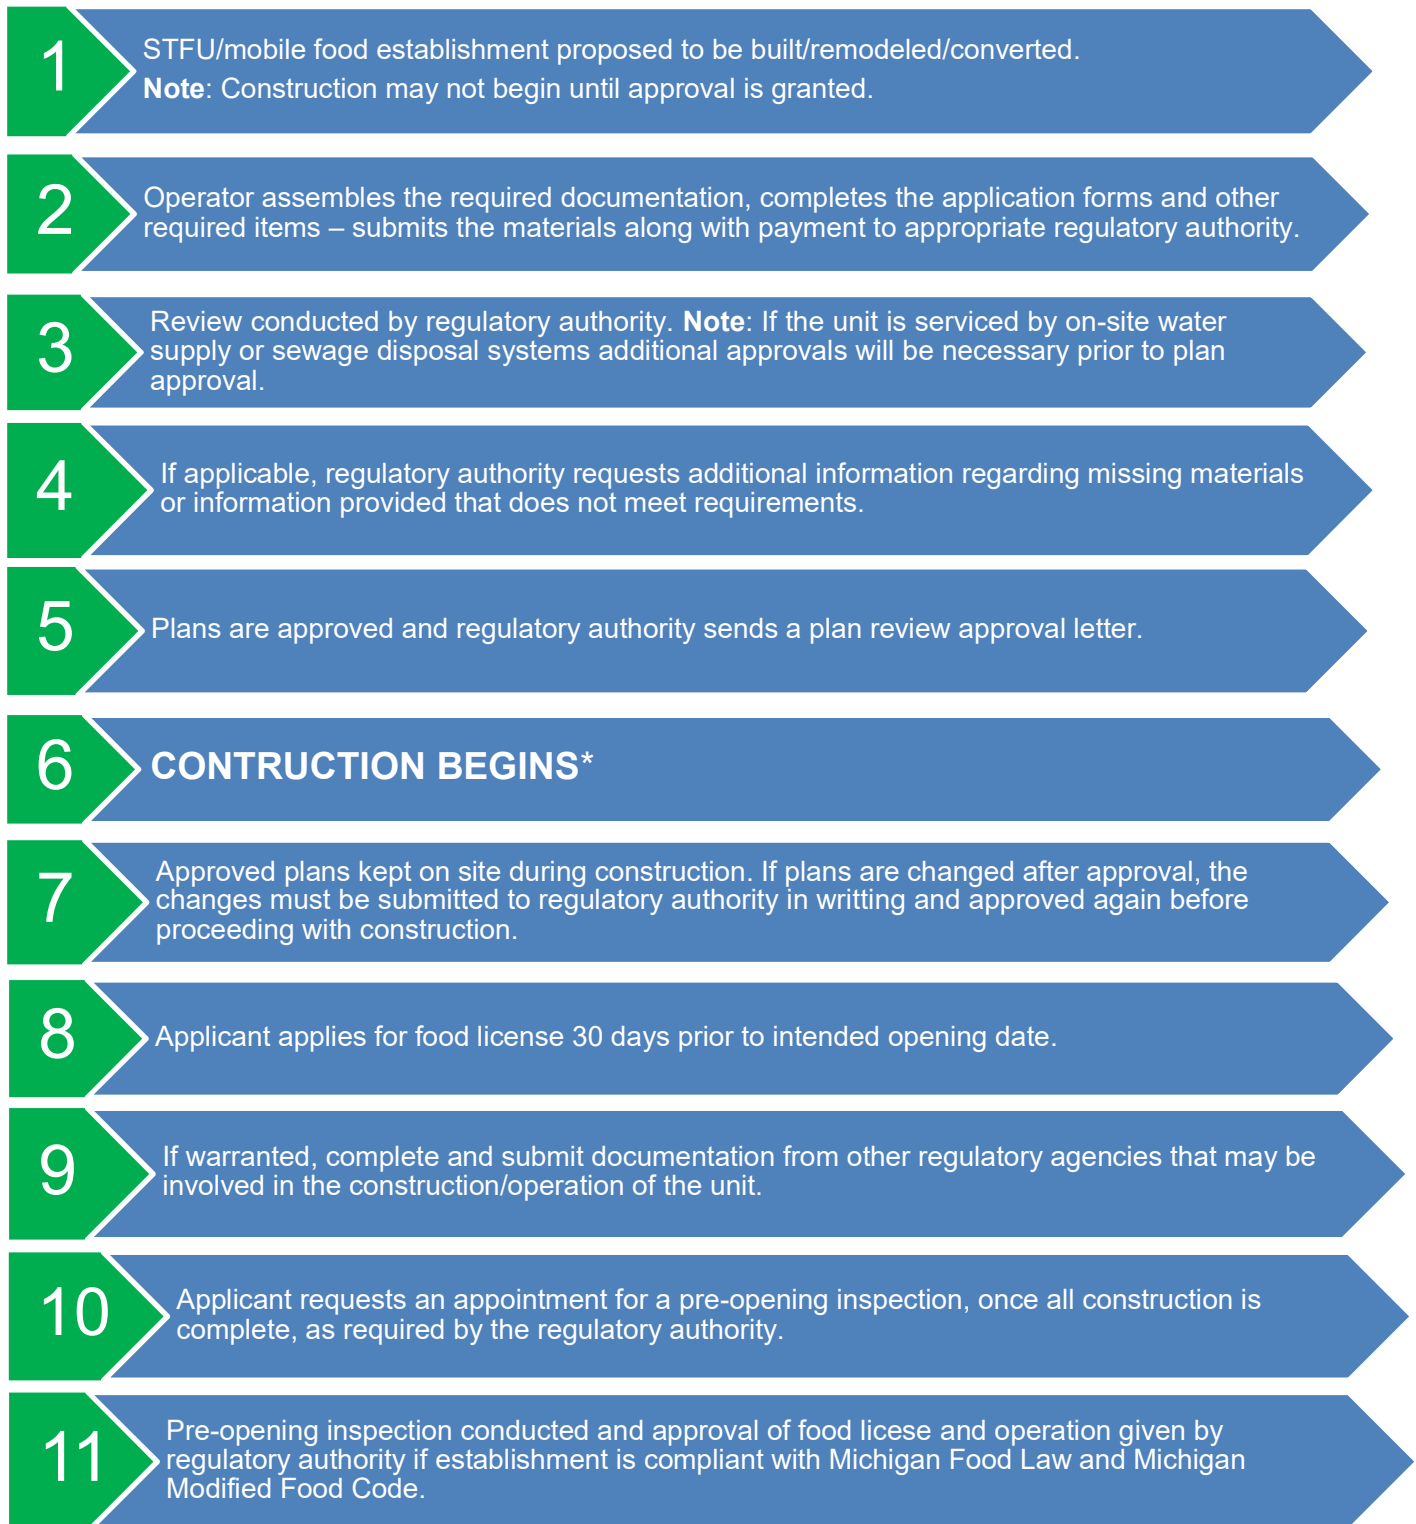 1
STFU/mobile food establishment proposed to be built/remodeled/converted.
Note: Construction may not begin until approval is granted.
2
Operator assembles the required documentation, completes the application forms and other
required items – submits the materials along with payment to appropriate regulatory authority.
3
Review conducted by regulatory authority. Note: If the unit is serviced by on-site water
supply or sewage disposal systems additional approvals will be necessary prior to plan
approval.
4
If applicable, regulatory authority requests additional information regarding missing materials
or information provided that does not meet requirements.
5
Plans are approved and regulatory authority sends a plan review approval letter.
6
CONTRUCTION BEGINS*
7
Approved plans kept on site during construction. If plans are changed after approval, the
changes must be submitted to regulatory authority in writting and approved again before
proceeding with construction.
8
Applicant applies for food license 30 days prior to intended opening date.
9
If warranted, complete and submit documentation from other regulatory agencies that may be
involved in the construction/operation of the unit.
10
Applicant requests an appointment for a pre-opening inspection, once all construction is
complete, as required by the regulatory authority.
11
Pre-opening inspection conducted and approval of food licese and operation given by
regulatory authority if establishment is compliant with Michigan Food Law and Michigan
Modified Food Code.